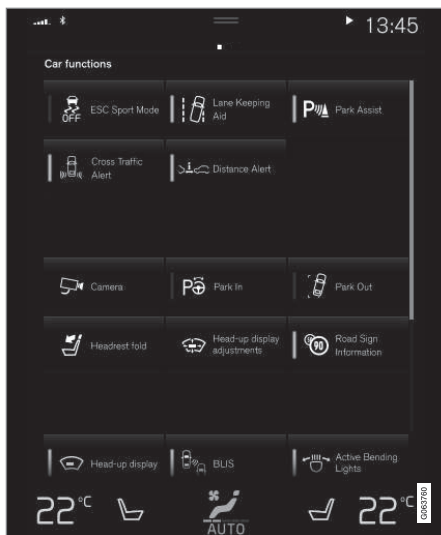 13:45
Car functions
OFF
ESC Sport Mode
Lane Keeping
Aid
P
Park Assist
Cross Traffic
Alert
Distance Alert
Camera
P
Park In
Park Out
Headrest fold
Head-up display
adjustments
90
Road Sign
Information
Head-up display
BLIS
Active Bending
Lights
22°C
AUTO
22°C
G063760